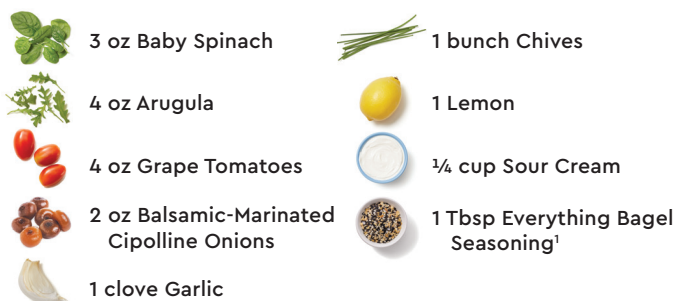 3 oz Baby Spinach
4 oz Arugula
4 oz Grape Tomatoes
2 oz Balsamic-Marinated
Cipolline Onions
1 clove Garlic
1 bunch Chives
1 Lemon
¼ cup Sour Cream
1 Tbsp Everything Bagel
Seasoning¹